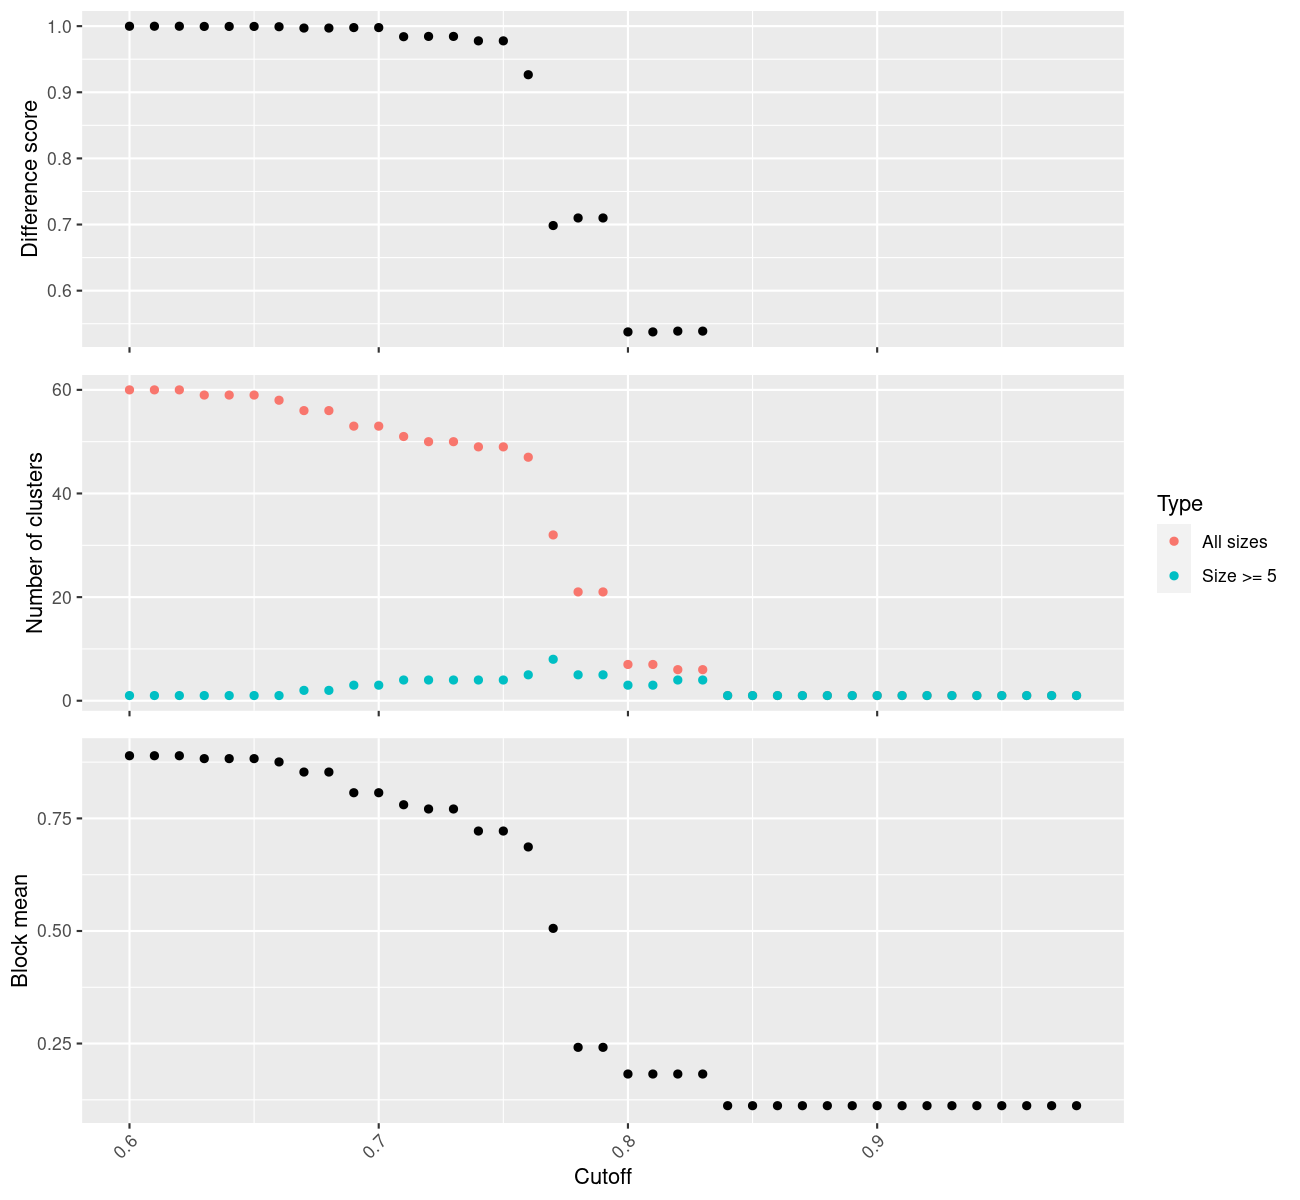 1.0
0.9
0.8
0.7
0.6
Difference score
60
40
20
0
Number of clusters
Type
All sizes
Size >= 5
0.75
0.50
0.25
Block mean
0.6
0.7
0.8
0.9
Cutoff